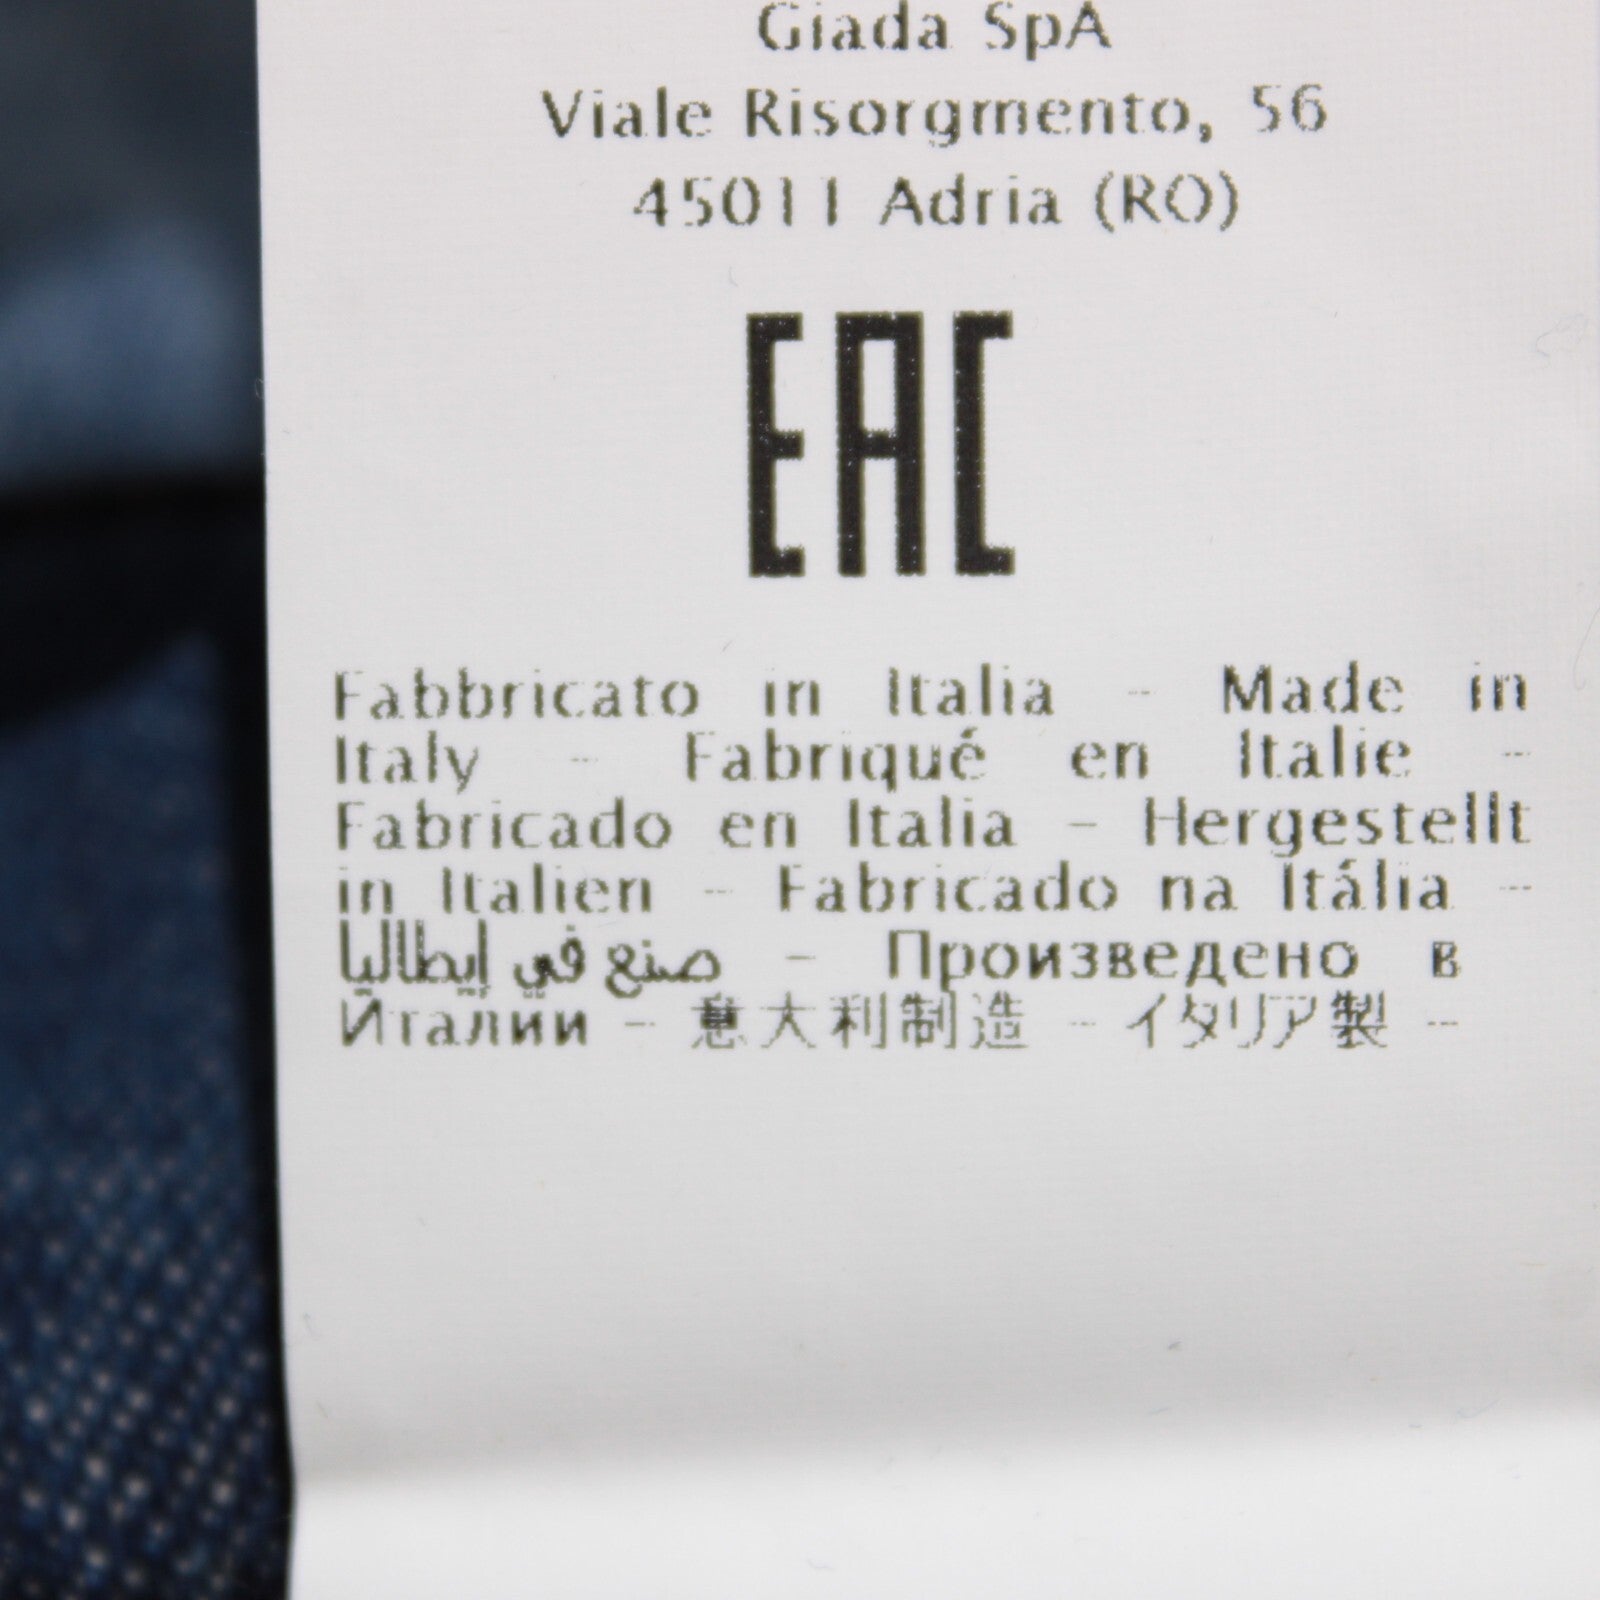 Giada SpA
Viale Risorgmento, 56
45011 Adria (RO)
EAC
Fabbricato in Italia - Made in
Italy - Fabriqué en Italie -
Fabricado en Italia - Hergestellt
in Italien - Fabricado na Itália -
صنع في إيطاليا - Произведено в
Италии - 意大利制造 - イタリア製 -